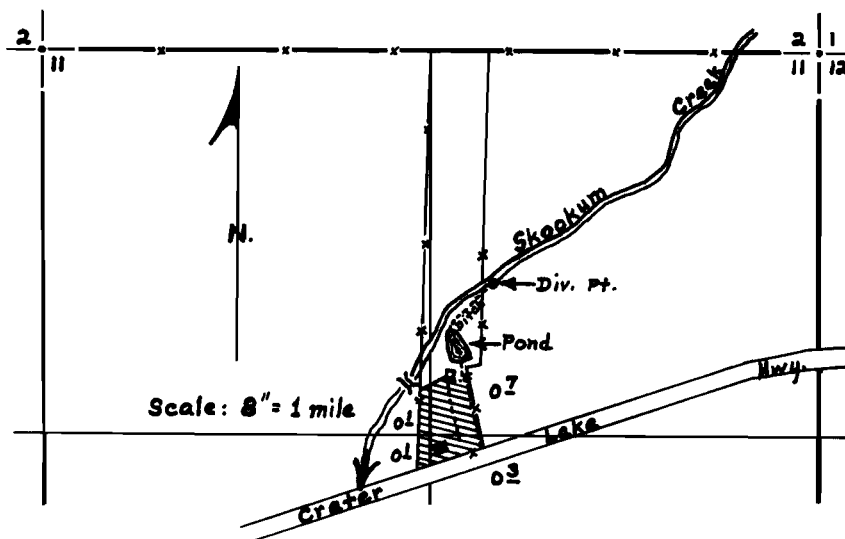 2
2 1
11
11 12
Creek
Skookum
N.
Div. Pt.
Ditch
Pond
Hwy.
Scale: 8" = 1 mile
0 7
0 1
Lake
0 1
0 3
Crater